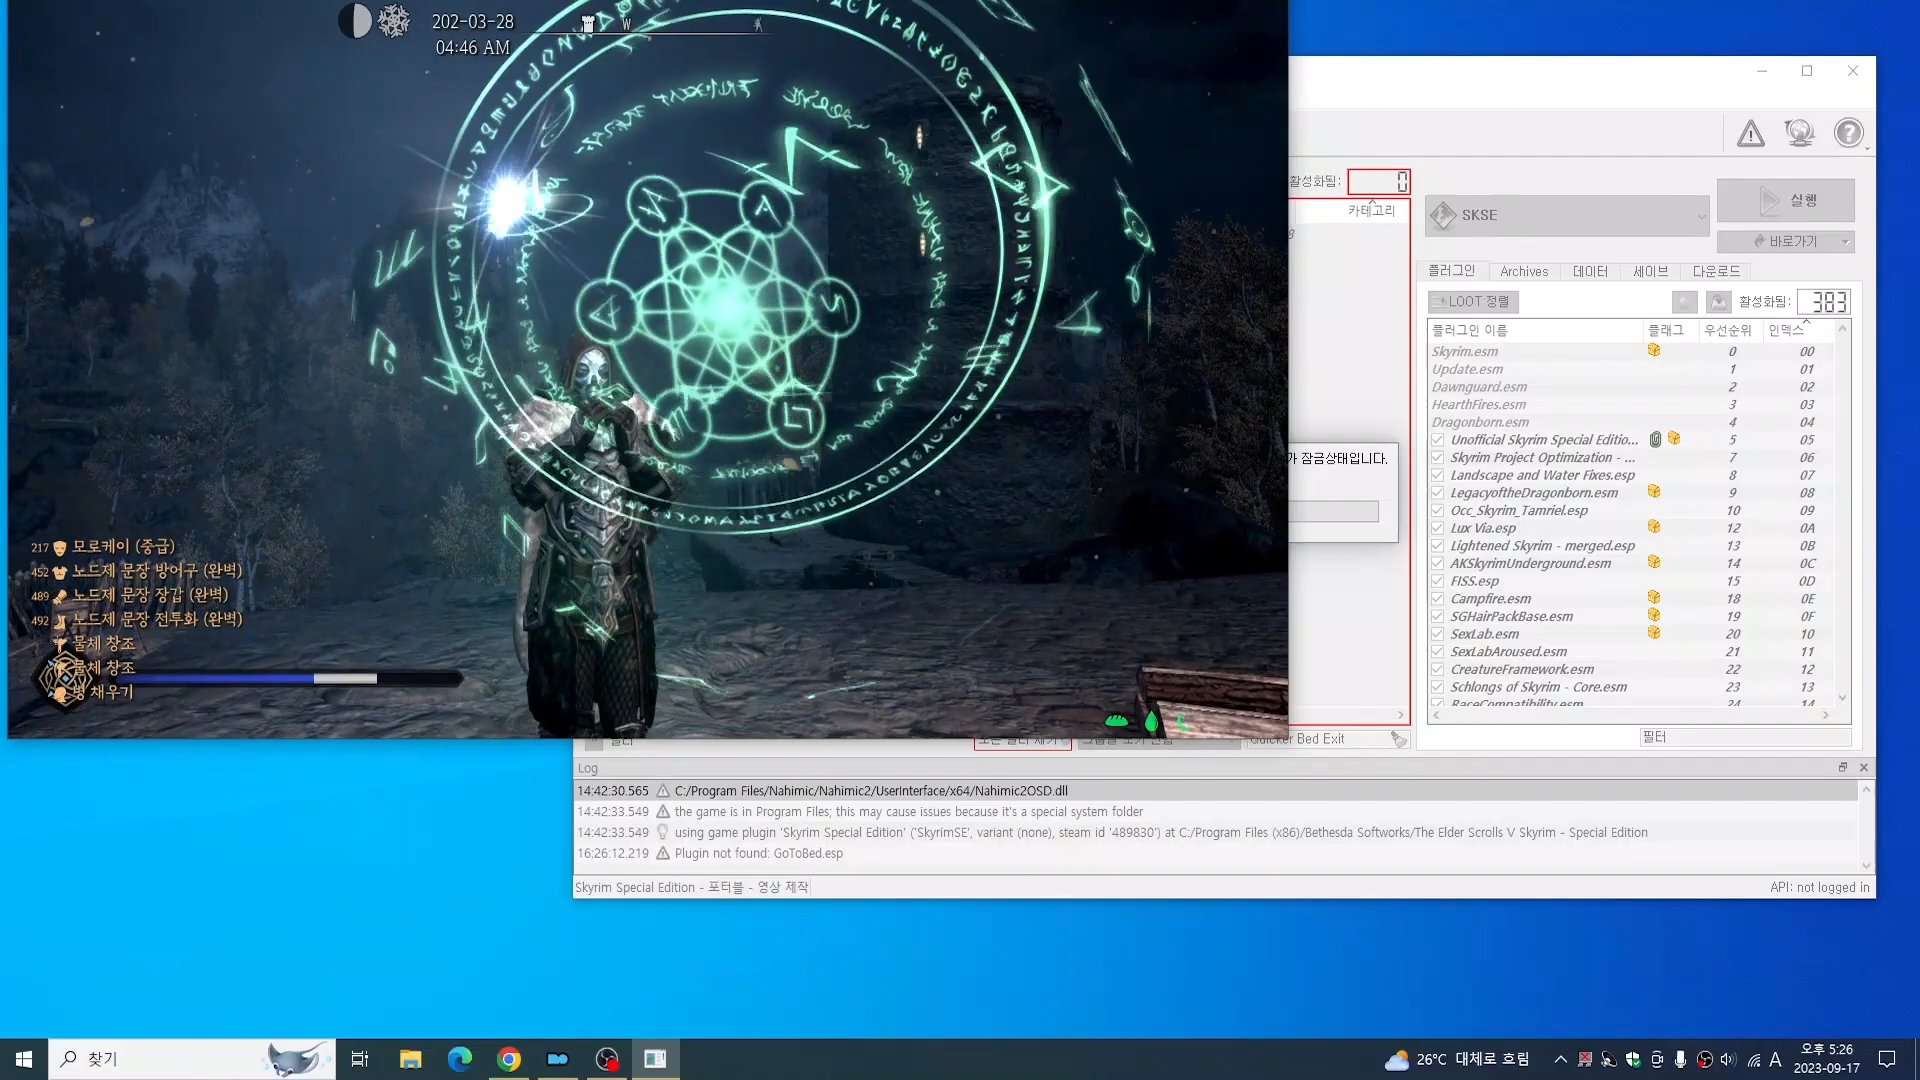 202-03-28
W
04:46 AM
217 모로케이 (중급)
452 노드제 문장 방어구 (완벽)
489 노드제 문장 장갑 (완벽)
492 노드제 문장 전투화 (완벽)
물체 창조
물체 창조
병 채우기
활성화됨: 0
카테고리
8
가 잠금상태입니다.
SKSE
실행
바로가기
플러그인 Archives 데이터 세이브 다운로드
LOOT 정렬 활성화됨: 383
플러그인 이름 플래그 우선순위 인덱스
Skyrim.esm 0 00
Update.esm 1 01
Dawnguard.esm 2 02
HearthFires.esm 3 03
Dragonborn.esm 4 04
Unofficial Skyrim Special Editio... 5 05
Skyrim Project Optimization - ... 7 06
Landscape and Water Fixes.esp 8 07
LegacyoftheDragonborn.esm 9 08
Occ_Skyrim_Tamriel.esp 10 09
Lux Via.esp 12 0A
Lightened Skyrim - merged.esp 13 0B
AKSkyrimUnderground.esm 14 0C
FISS.esp 15 0D
Campfire.esm 18 0E
SGHairPackBase.esm 19 0F
SexLab.esm 20 10
SexLabAroused.esm 21 11
CreatureFramework.esm 22 12
Schlongs of Skyrim - Core.esm 23 13
RaceCompatibility.esm 24 14
필터 Quicker Bed Exit 필터
Log
14:42:30.565 C:/Program Files/Nahimic/Nahimic2/UserInterface/x64/Nahimic2OSD.dll
14:42:33.549 the game is in Program Files; this may cause issues because it's a special system folder
14:42:33.549 using game plugin 'Skyrim Special Edition' ('SkyrimSE', variant (none), steam id '489830') at C:/Program Files (x86)/Bethesda Softworks/The Elder Scrolls V Skyrim - Special Edition
16:26:12.219 Plugin not found: GoToBed.esp
Skyrim Special Edition - 포터블 - 영상 제작 API: not logged in
찾기 26°C 대체로 흐림 A 오후 5:26
2023-09-17